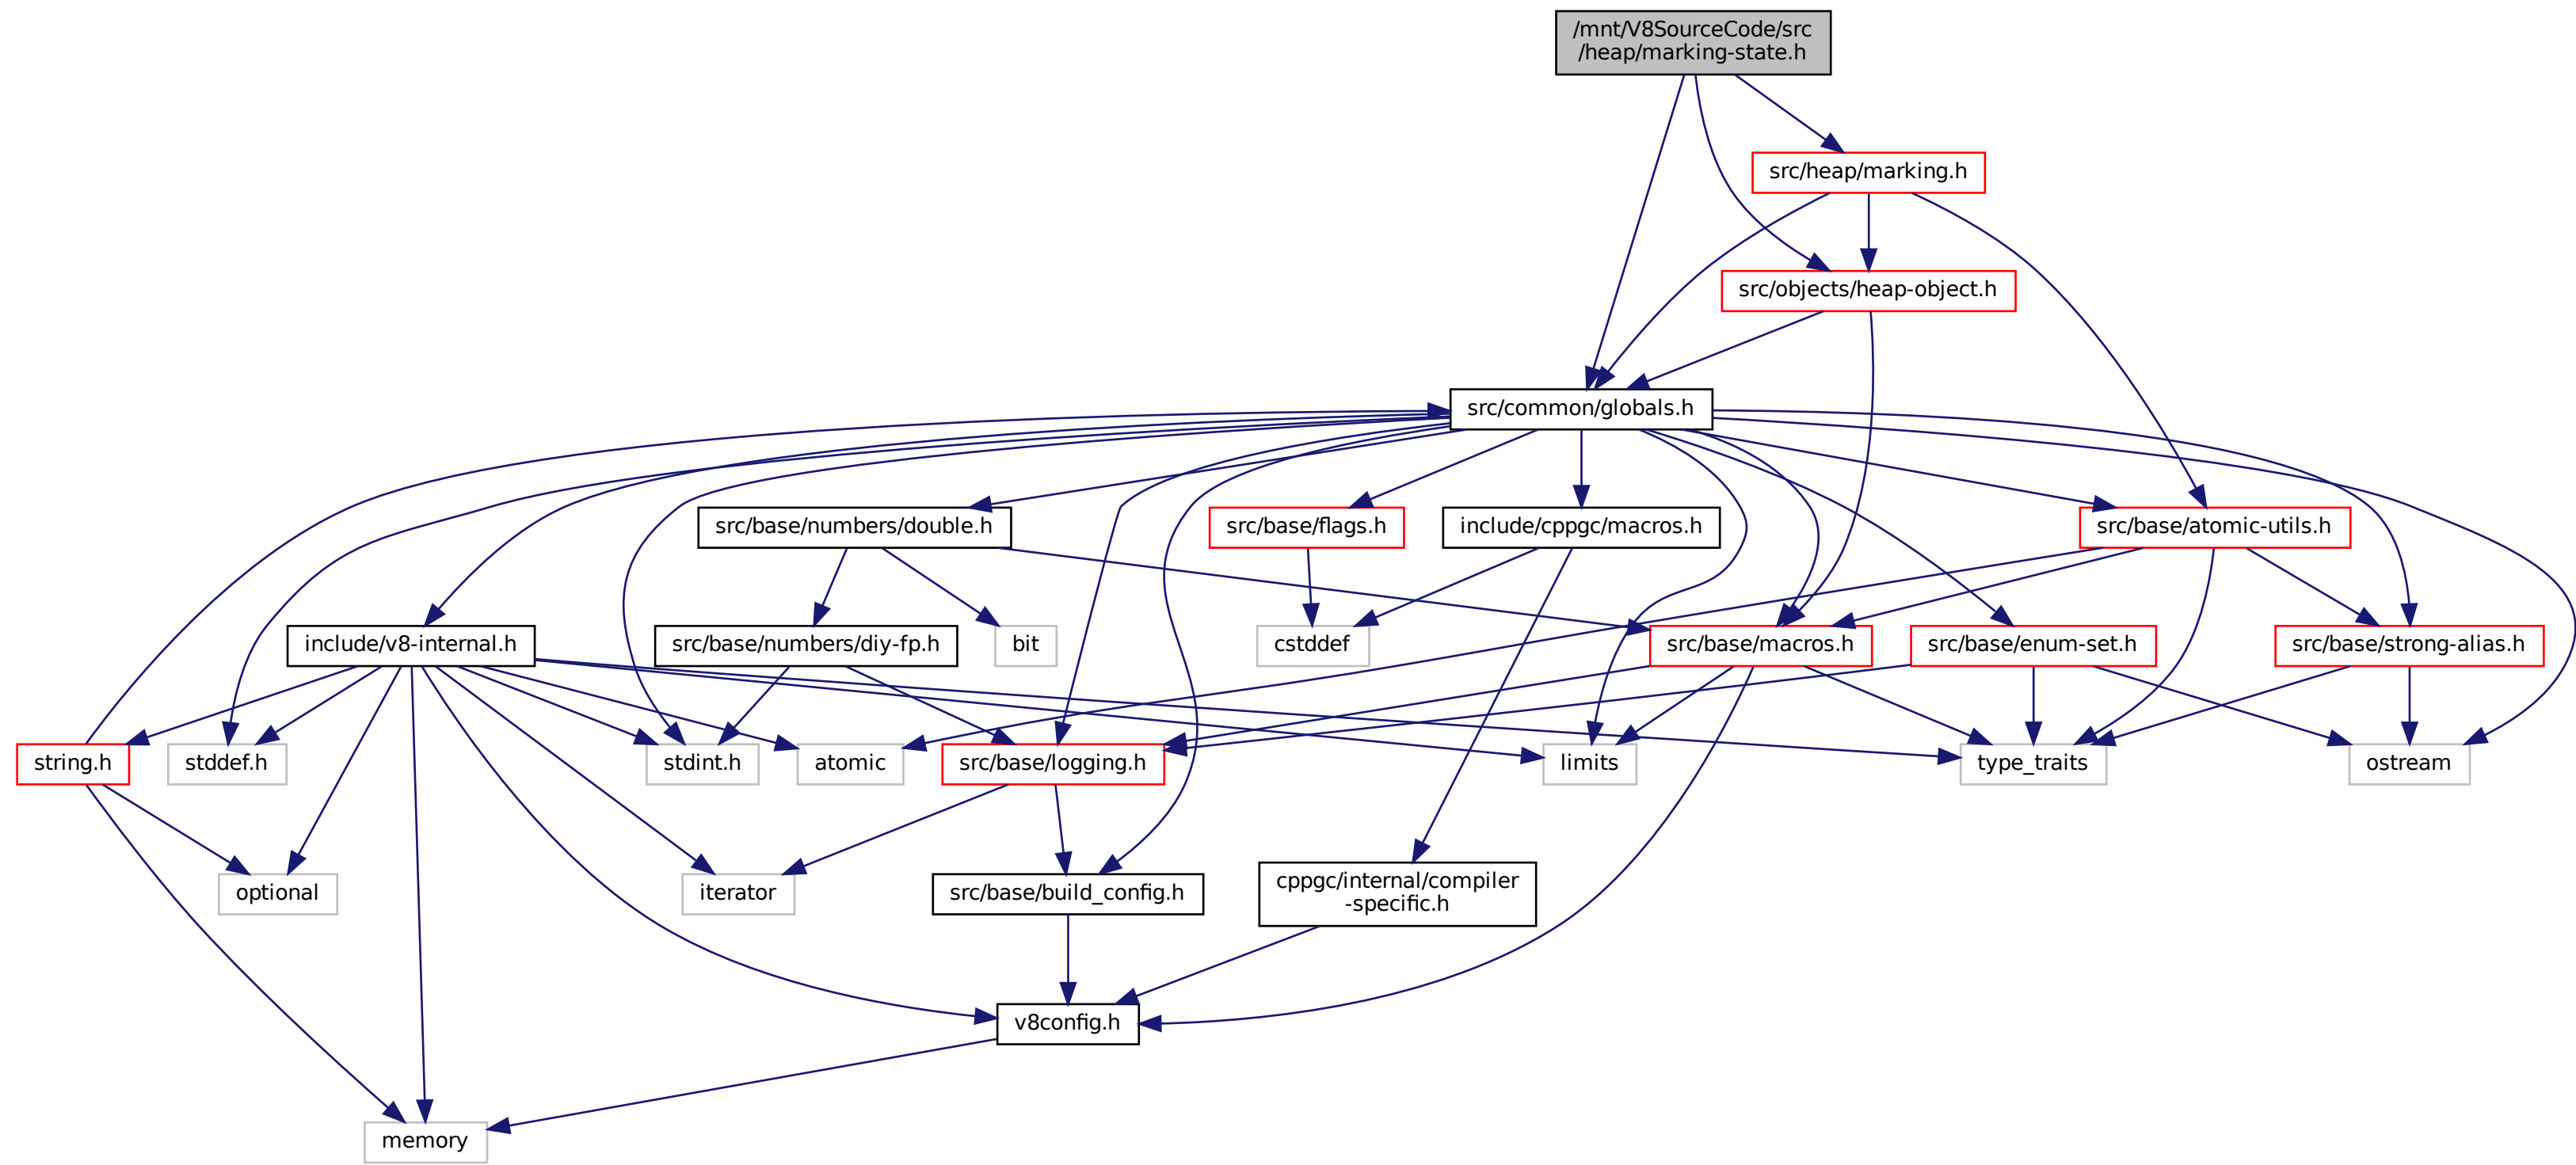 /mnt/V8SourceCode/src
/heap/marking-state.h
src/heap/marking.h
src/objects/heap-object.h
src/common/globals.h
src/base/numbers/double.h
src/base/flags.h
include/cppgc/macros.h
src/base/atomic-utils.h
include/v8-internal.h
src/base/numbers/diy-fp.h
bit
cstddef
src/base/macros.h
src/base/enum-set.h
src/base/strong-alias.h
string.h
stddef.h
stdint.h
atomic
src/base/logging.h
limits
type_traits
ostream
optional
iterator
src/base/build_config.h
cppgc/internal/compiler
-specific.h
v8config.h
memory